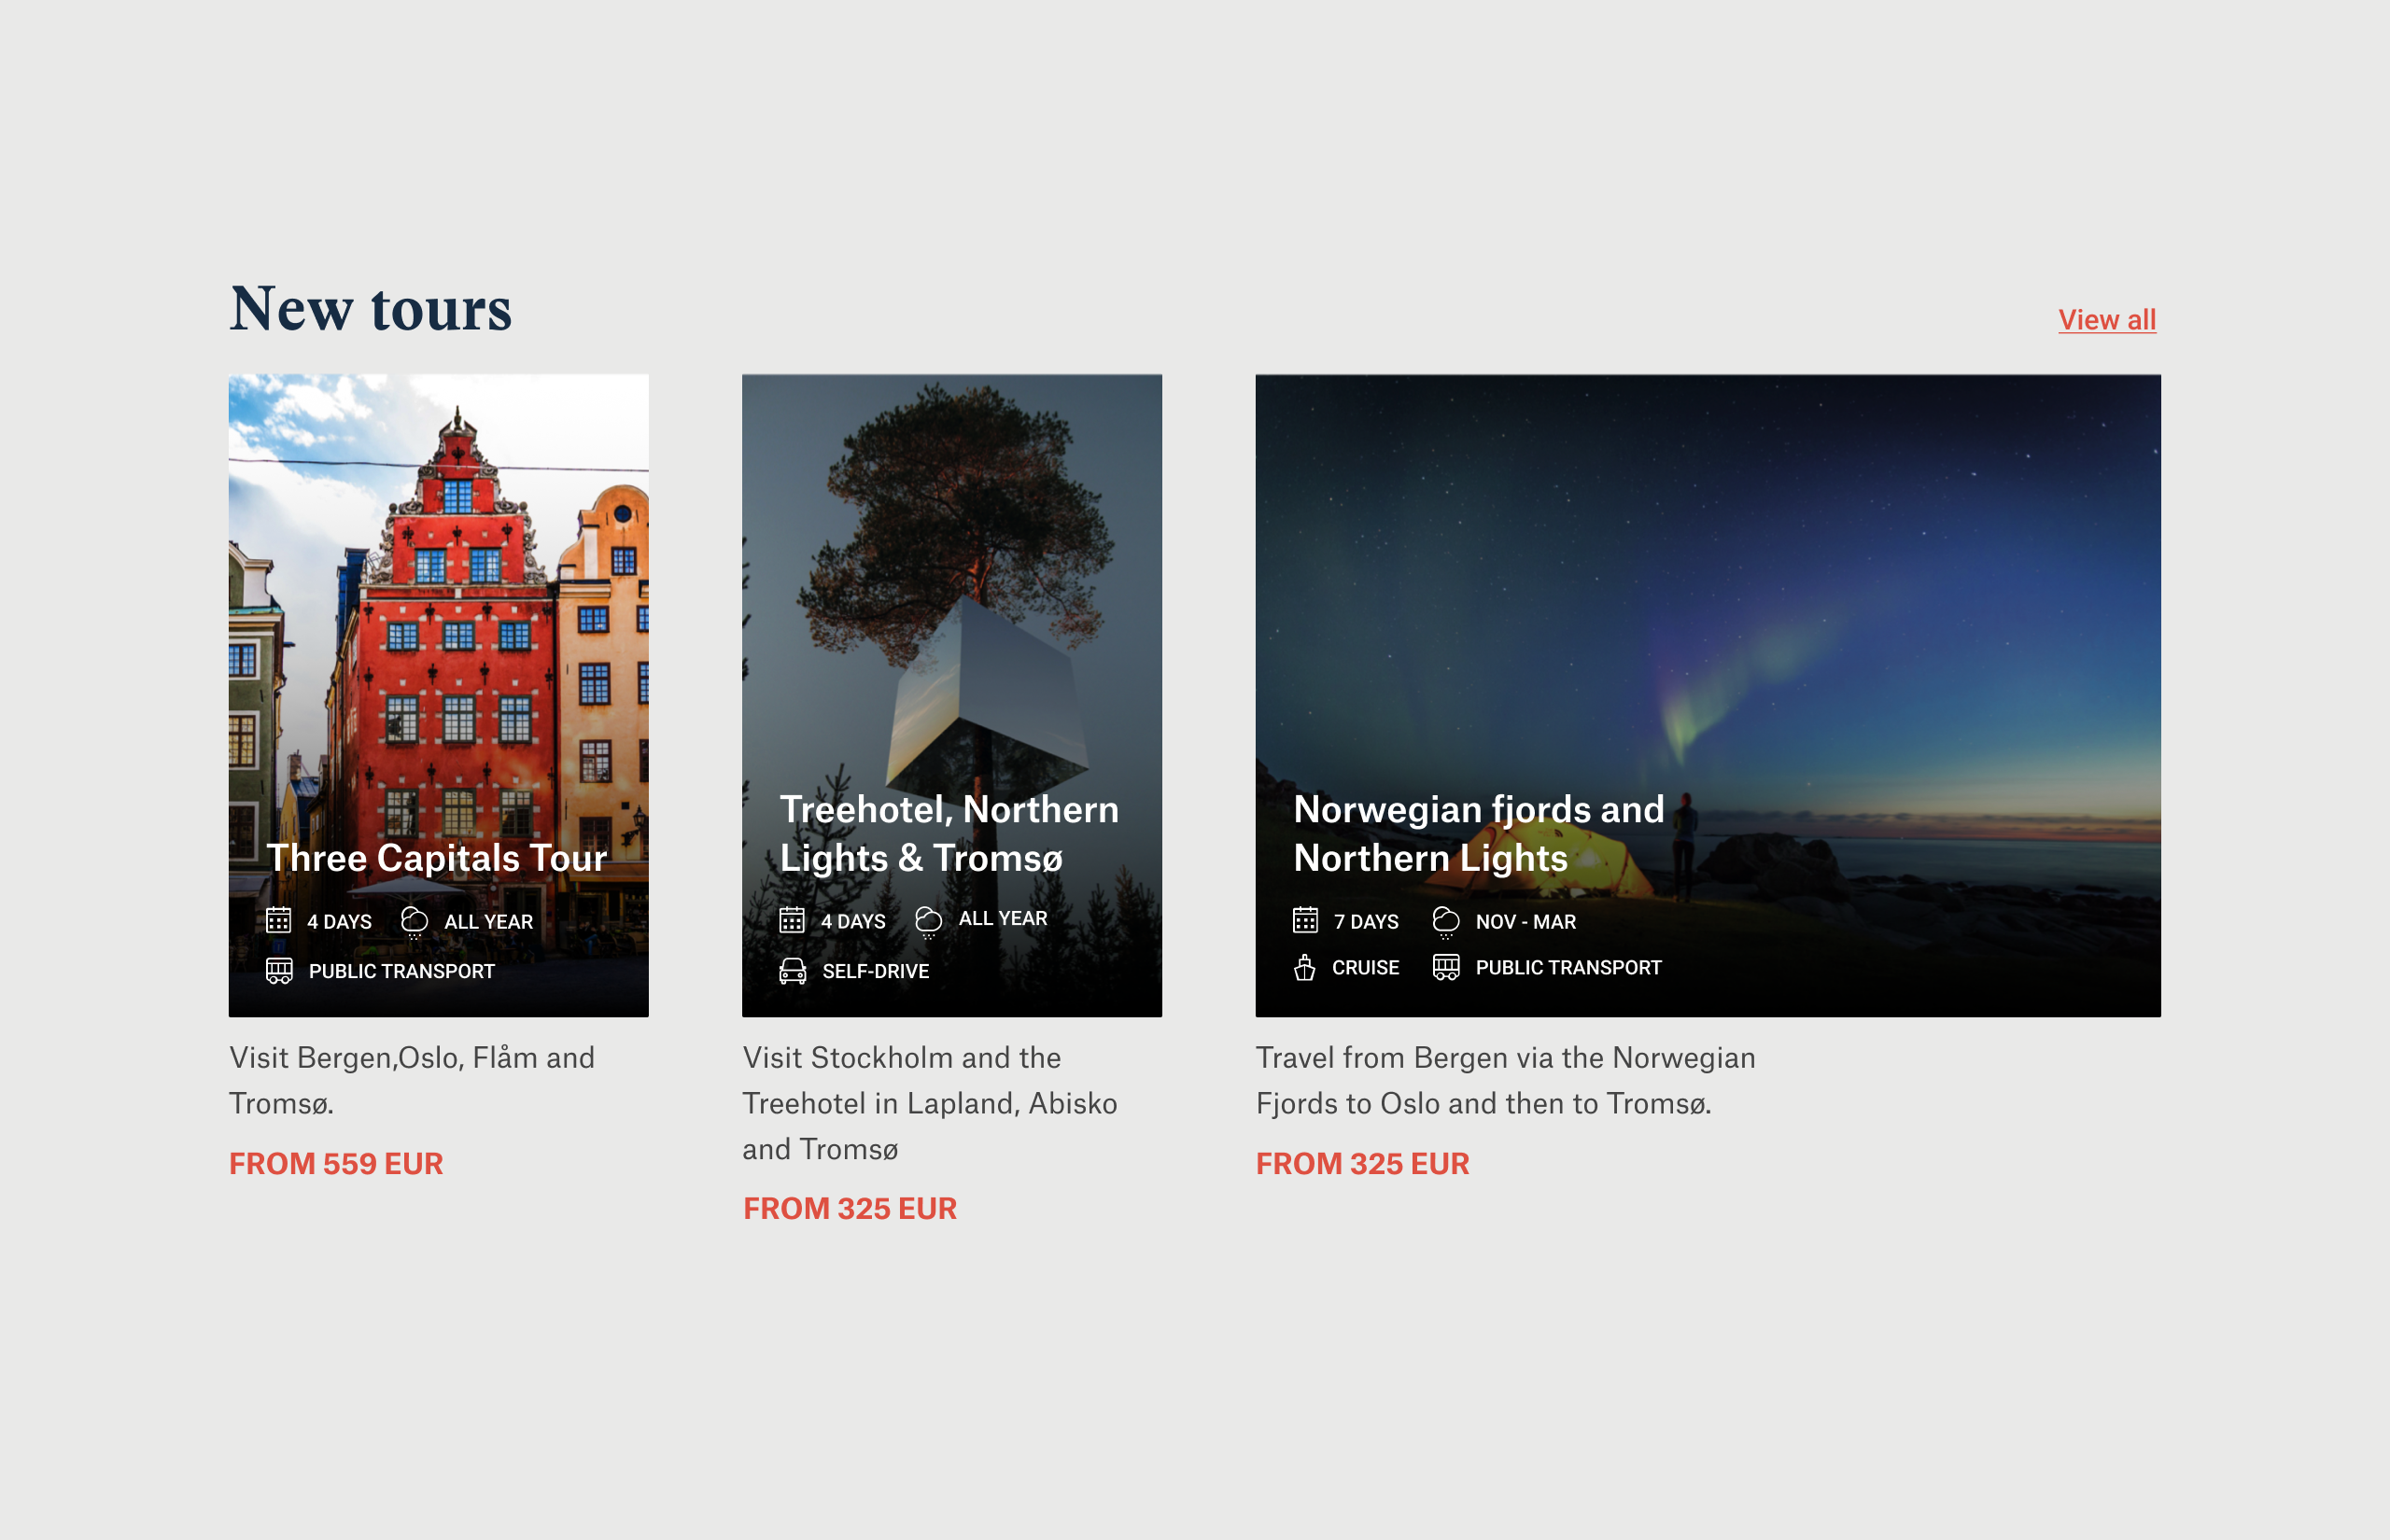 New tours
View all
Three Capitals Tour
4 DAYS ALL YEAR
PUBLIC TRANSPORT
Visit Bergen,Oslo, Flåm and
Tromsø.
FROM 559 EUR
Treehotel, Northern
Lights & Tromsø
4 DAYS ALL YEAR
SELF-DRIVE
Visit Stockholm and the
Treehotel in Lapland, Abisko
and Tromsø
FROM 325 EUR
Norwegian fjords and
Northern Lights
7 DAYS NOV - MAR
CRUISE PUBLIC TRANSPORT
Travel from Bergen via the Norwegian
Fjords to Oslo and then to Tromsø.
FROM 325 EUR